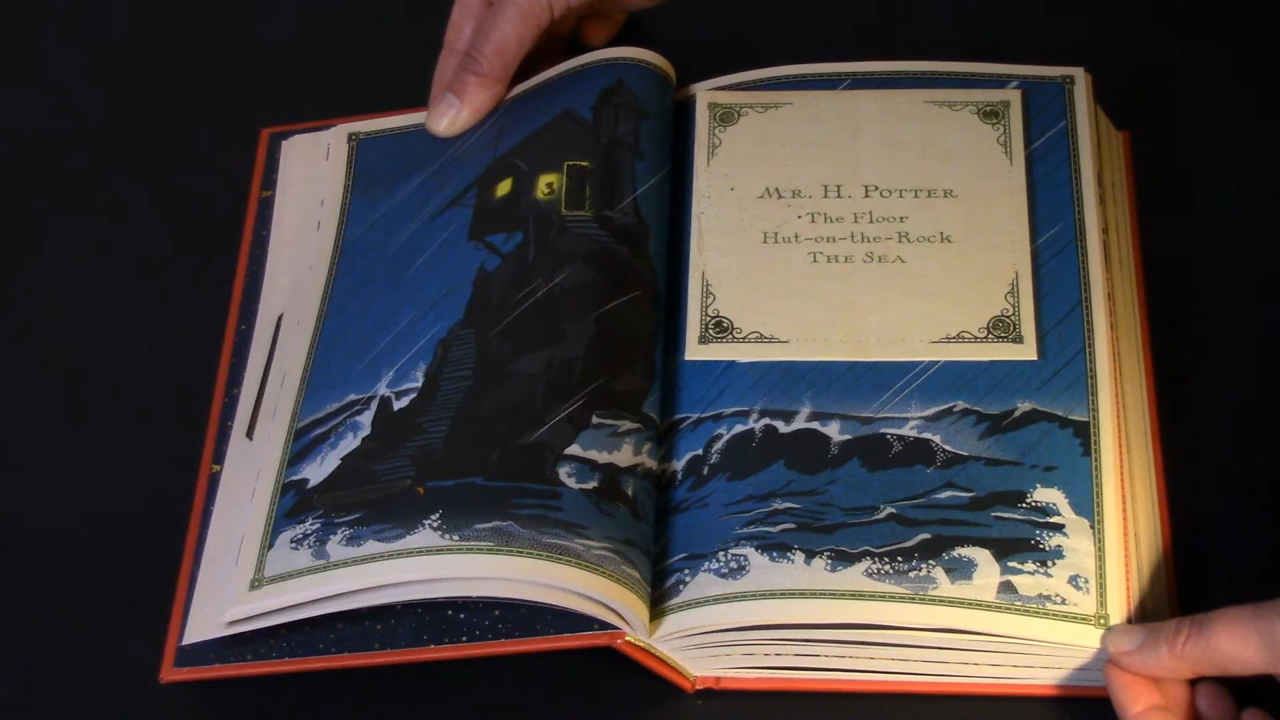 Mr. H. Potter
The Floor
Hut-on-the-Rock
The Sea